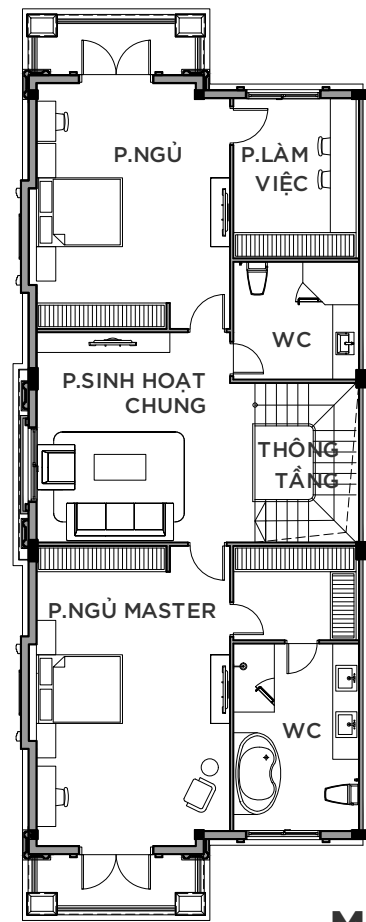 P.NGỦ
P.LÀM
VIỆC
WC
P.SINH HOẠT
CHUNG
THÔNG
TẦNG
P.NGỦ MASTER
WC
M